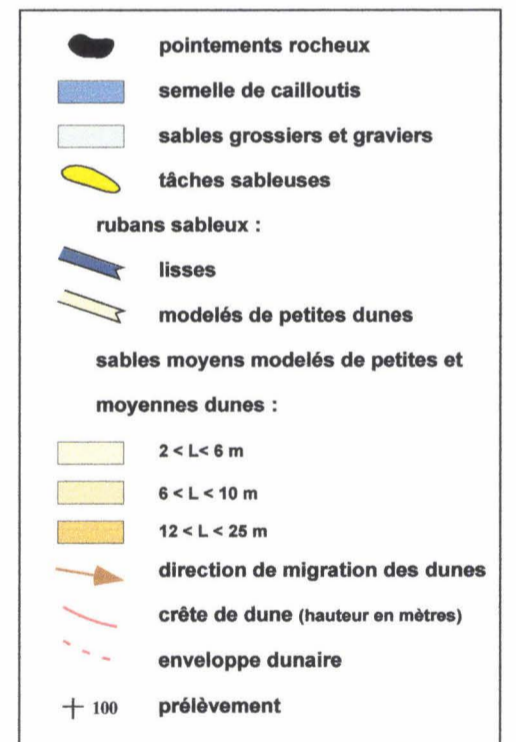 pointements rocheux
semelle de cailloutis
sables grossiers et graviers
tâches sableuses
rubans sableux :
lisses
modelés de petites dunes
sables moyens modelés de petites et
moyennes dunes :
2 < L< 6 m
6 < L < 10 m
12 < L < 25 m
direction de migration des dunes
crête de dune (hauteur en mètres)
enveloppe dunaire
100 prélèvement